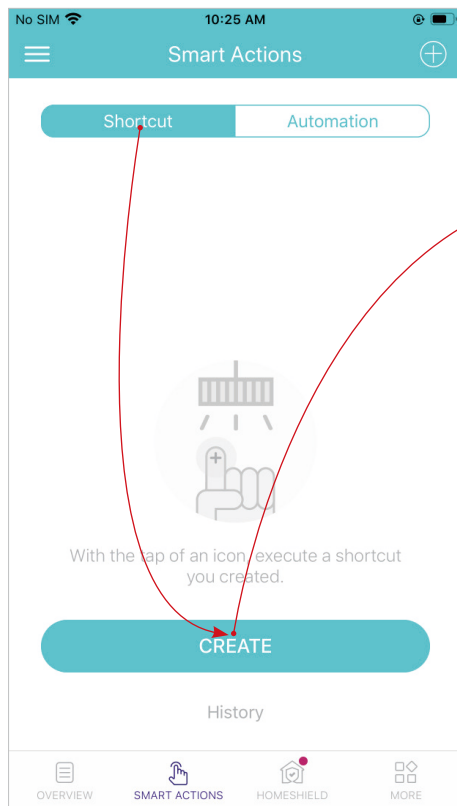 No SIM 10:25 AM
Smart Actions
Shortcut Automation
With the tap of an icon, execute a shortcut
you created.
CREATE
History
OVERVIEW SMART ACTIONS HOMESHIELD MORE